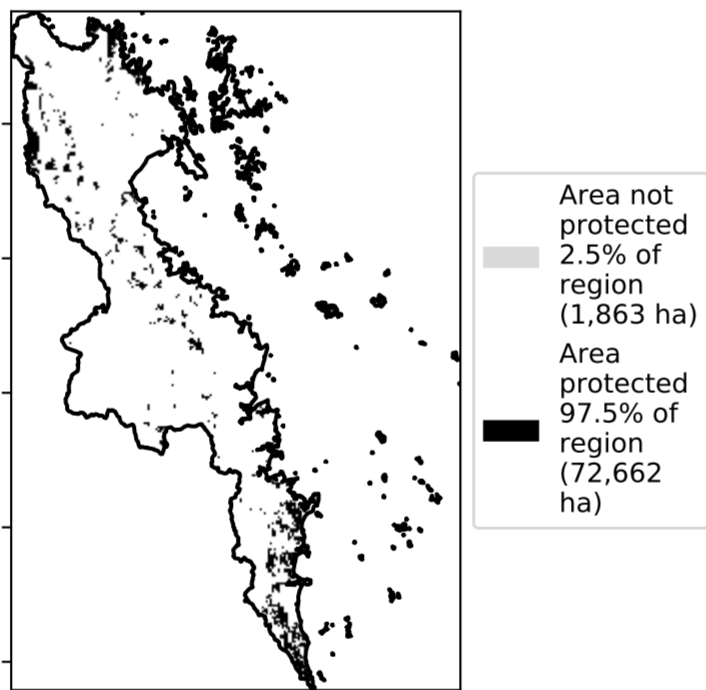 Area not
protected
2.5% of
region
(1,863 ha)
Area
protected
97.5% of
region
(72,662
ha)